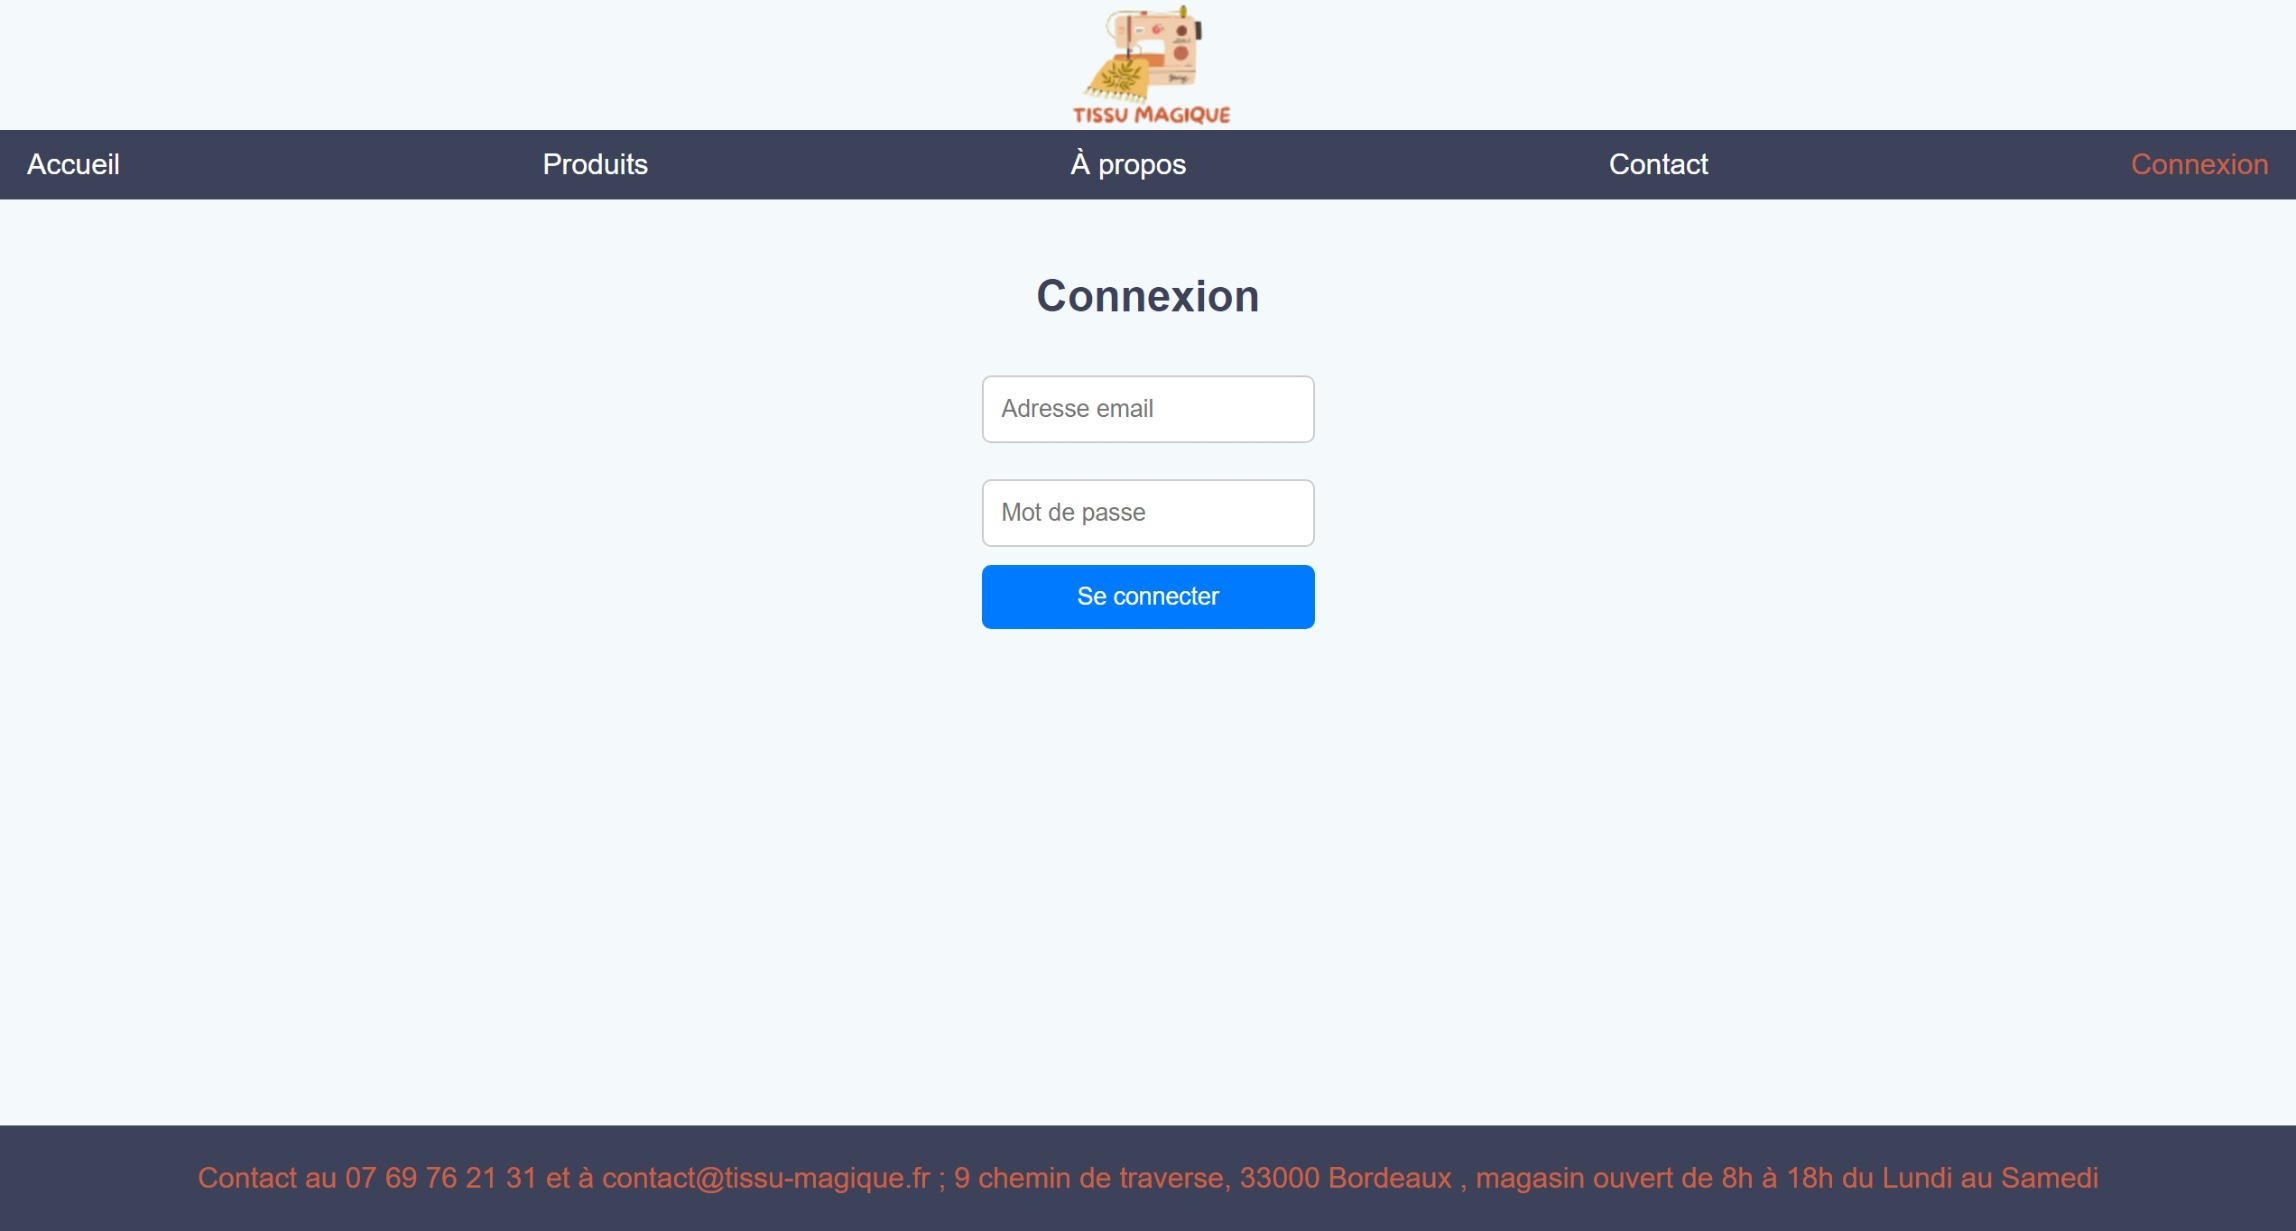 TISSU MAGIQUE
Accueil
Produits
À propos
Contact
Connexion
Connexion
Adresse email
Mot de passe
Se connecter
Contact au 07 69 76 21 31 et à contact@tissu-magique.fr ; 9 chemin de traverse, 33000 Bordeaux , magasin ouvert de 8h à 18h du Lundi au Samedi